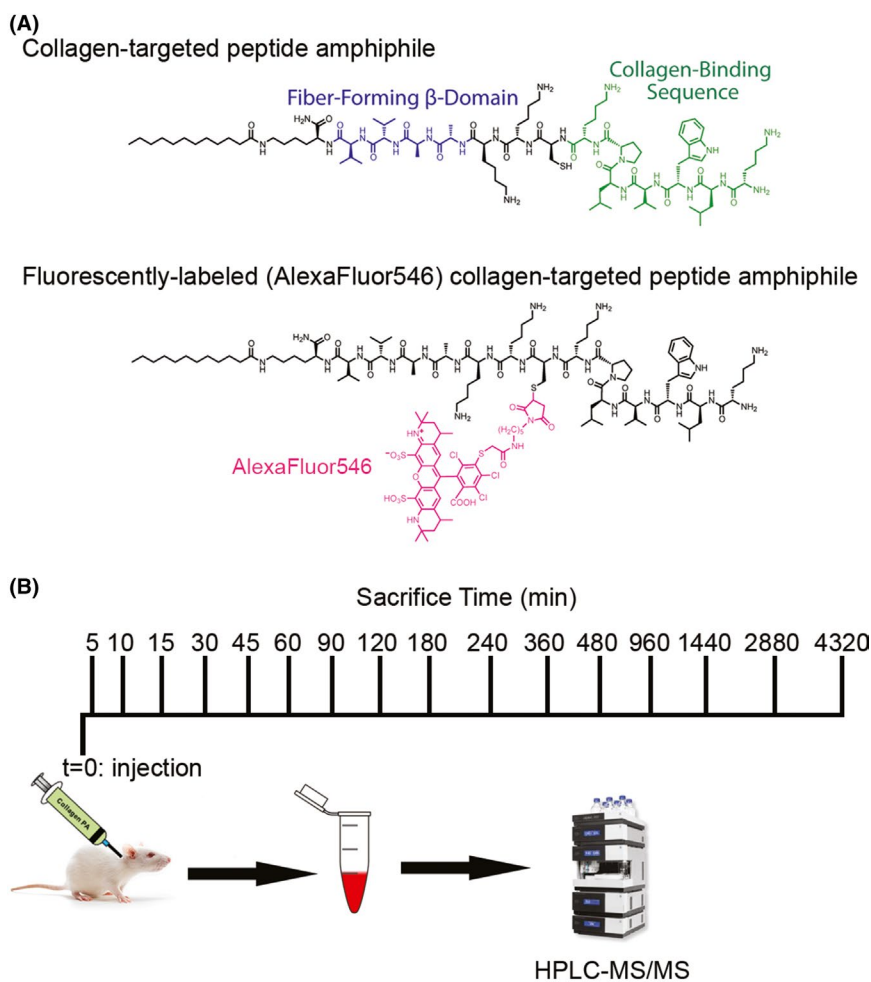 (A)
Collagen-targeted peptide amphiphile
Fiber-Forming β-Domain
Collagen-Binding
Sequence
Fluorescently-labeled (AlexaFluor546) collagen-targeted peptide amphiphile
AlexaFluor546
(B)
Sacrifice Time (min)
5 10 15 30 45 60 90 120 180 240 360 480 960 1440 2880 4320
t=0: injection
Collagen PA
HPLC-MS/MS